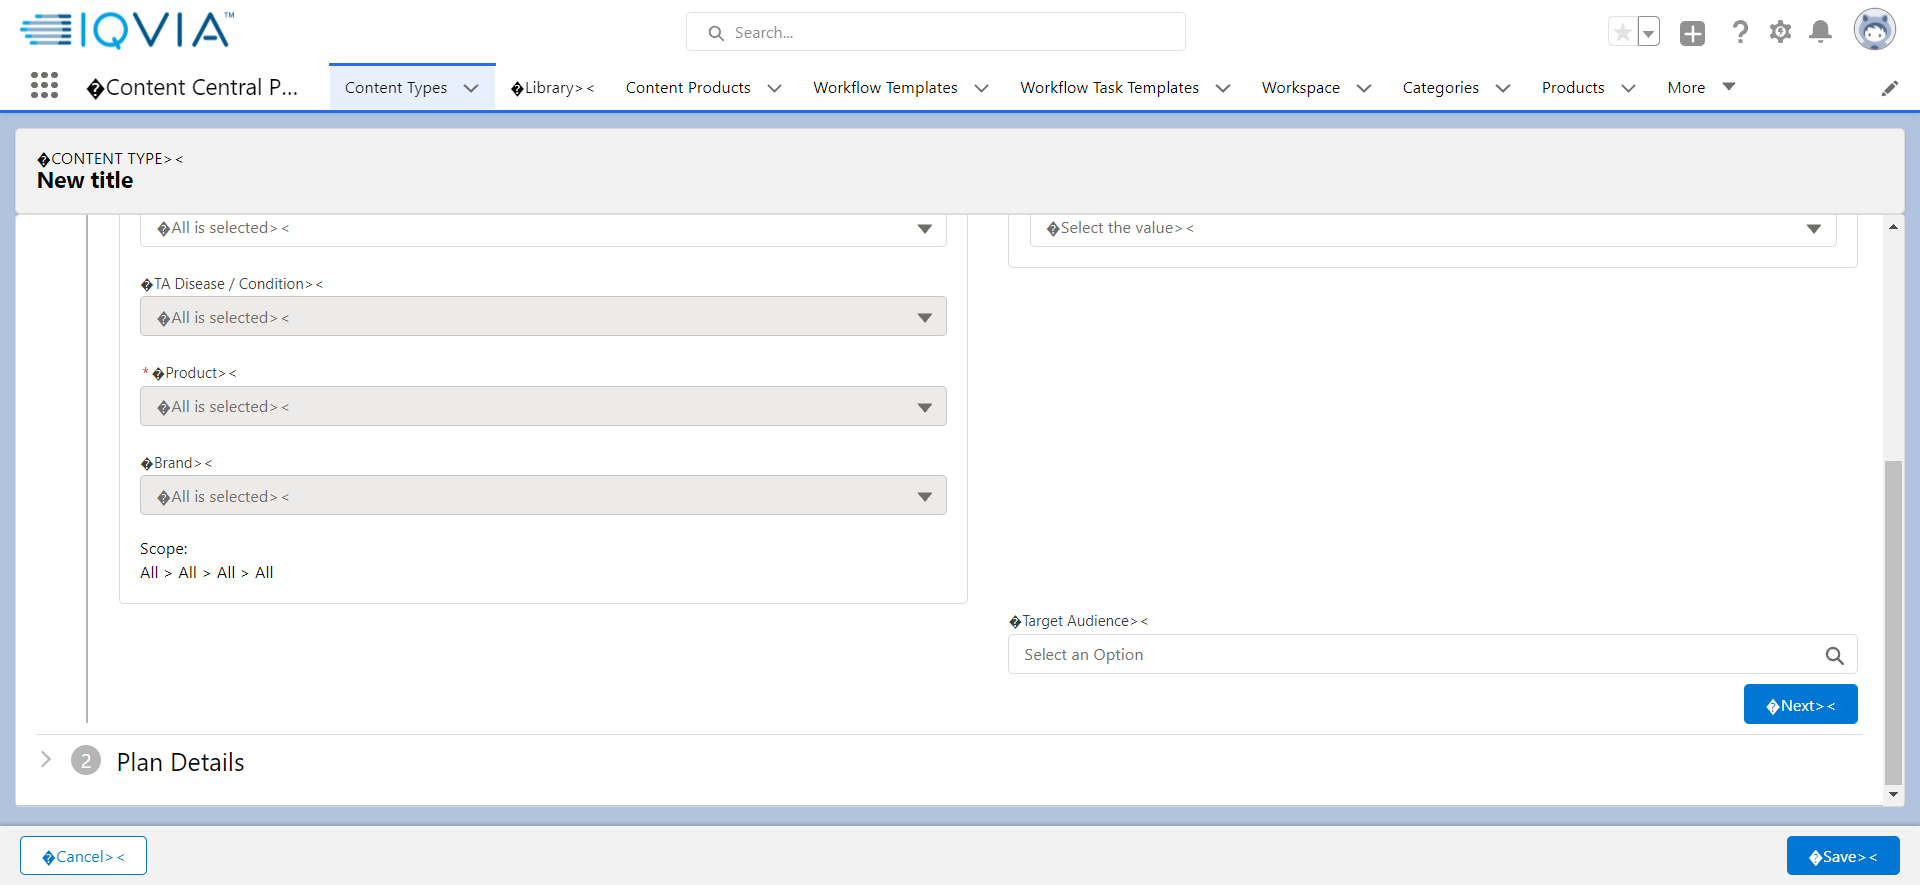 IQVIA™
Search...
�Content Central P...
Content Types
�Library><
Content Products
Workflow Templates
Workflow Task Templates
Workspace
Categories
Products
More
�CONTENT TYPE><
New title
�All is selected><
�Select the value><
�TA Disease / Condition><
�All is selected><
* �Product><
�All is selected><
�Brand><
�All is selected><
Scope:
All > All > All > All
�Target Audience><
Select an Option
�Next><
2 Plan Details
�Cancel><
�Save><